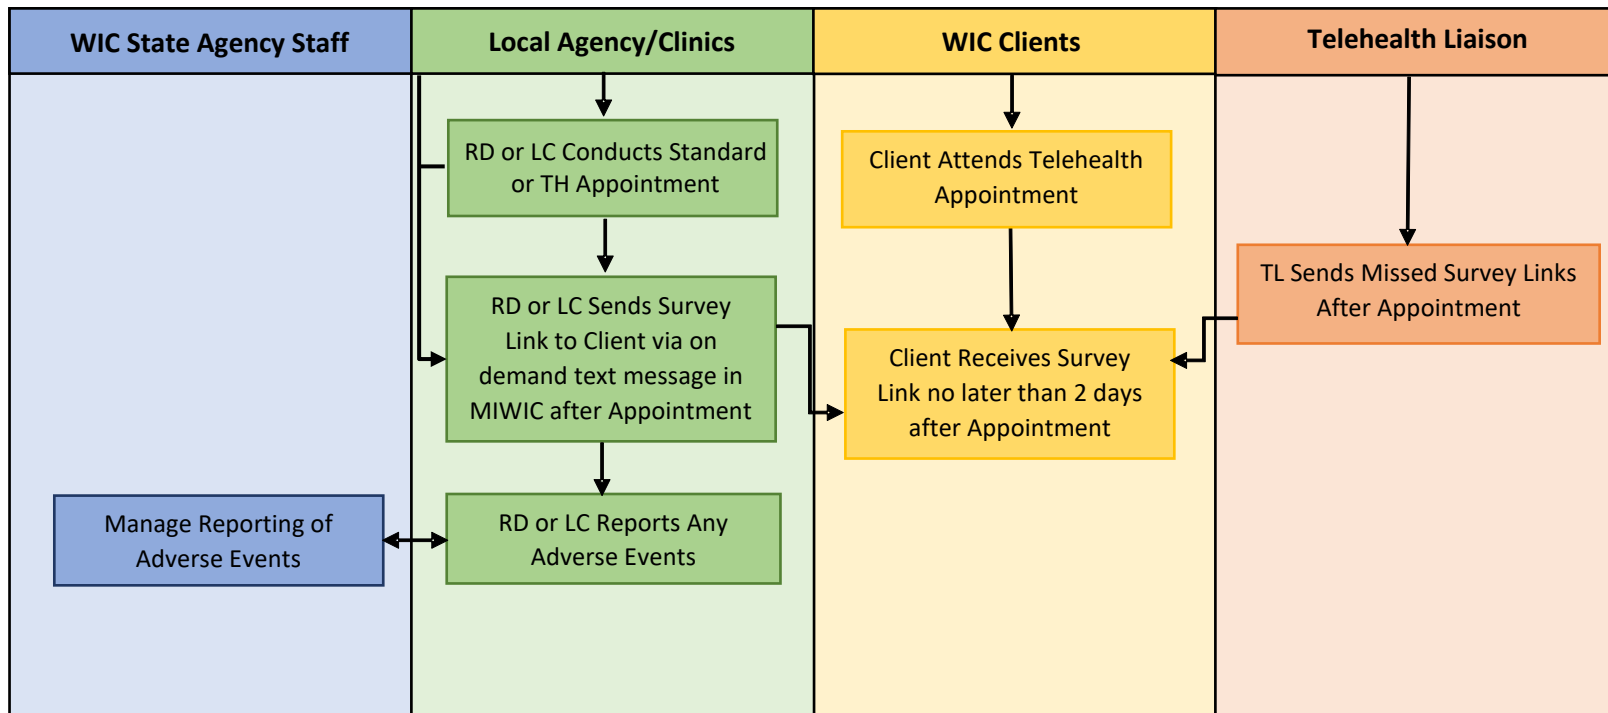 WIC State Agency Staff
Local Agency/Clinics
WIC Clients
Telehealth Liaison
RD or LC Conducts Standard
or TH Appointment
RD or LC Sends Survey
Link to Client via on
demand text message in
MIWIC after Appointment
RD or LC Reports Any
Adverse Events
Manage Reporting of
Adverse Events
Client Attends Telehealth
Appointment
Client Receives Survey
Link no later than 2 days
after Appointment
TL Sends Missed Survey Links
After Appointment